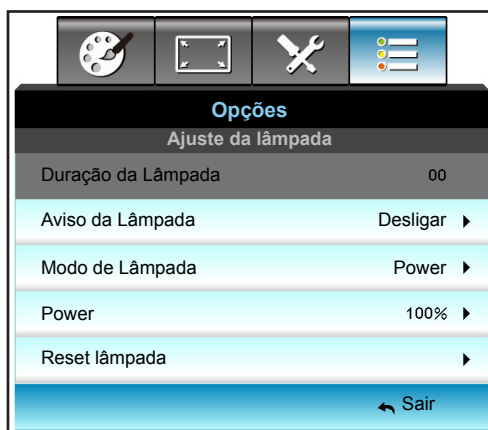 Opções
Ajuste da lâmpada
Duração da Lâmpada 00
Aviso da Lâmpada Desligar
Modo de Lâmpada Power
Power 100%
Reset lâmpada
Sair